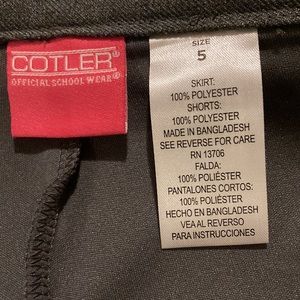 COTLER®
OFFICIAL SCHOOL WEAR®
SIZE
5
SKIRT:
100% POLYESTER
SHORTS:
100% POLYESTER
MADE IN BANGLADESH
SEE REVERSE FOR CARE
RN 13706
FALDA:
100% POLIÉSTER
PANTALONES CORTOS:
100% POLIÉSTER
HECHO EN BANGLADESH
VEA AL REVERSO
PARA INSTRUCCIONES